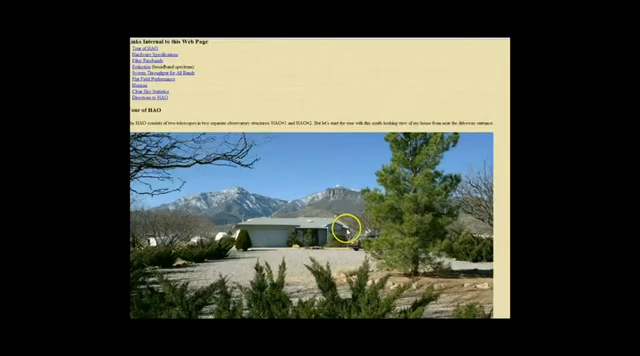 inks Internal to this Web Page
Tour of HAO
Hardware Specifications
Filter Passbands
Extinction (broadband spectrum)
System Throughput for All Bands
Flat Field Performance
Horizon
Clear Sky Statistics
Directions to HAO
our of HAO
he HAO consists of two telescopes in two separate observatory structures: HAO#1 and HAO#2. But let's start the tour with this south-looking view of my house from near the driveway entrance.